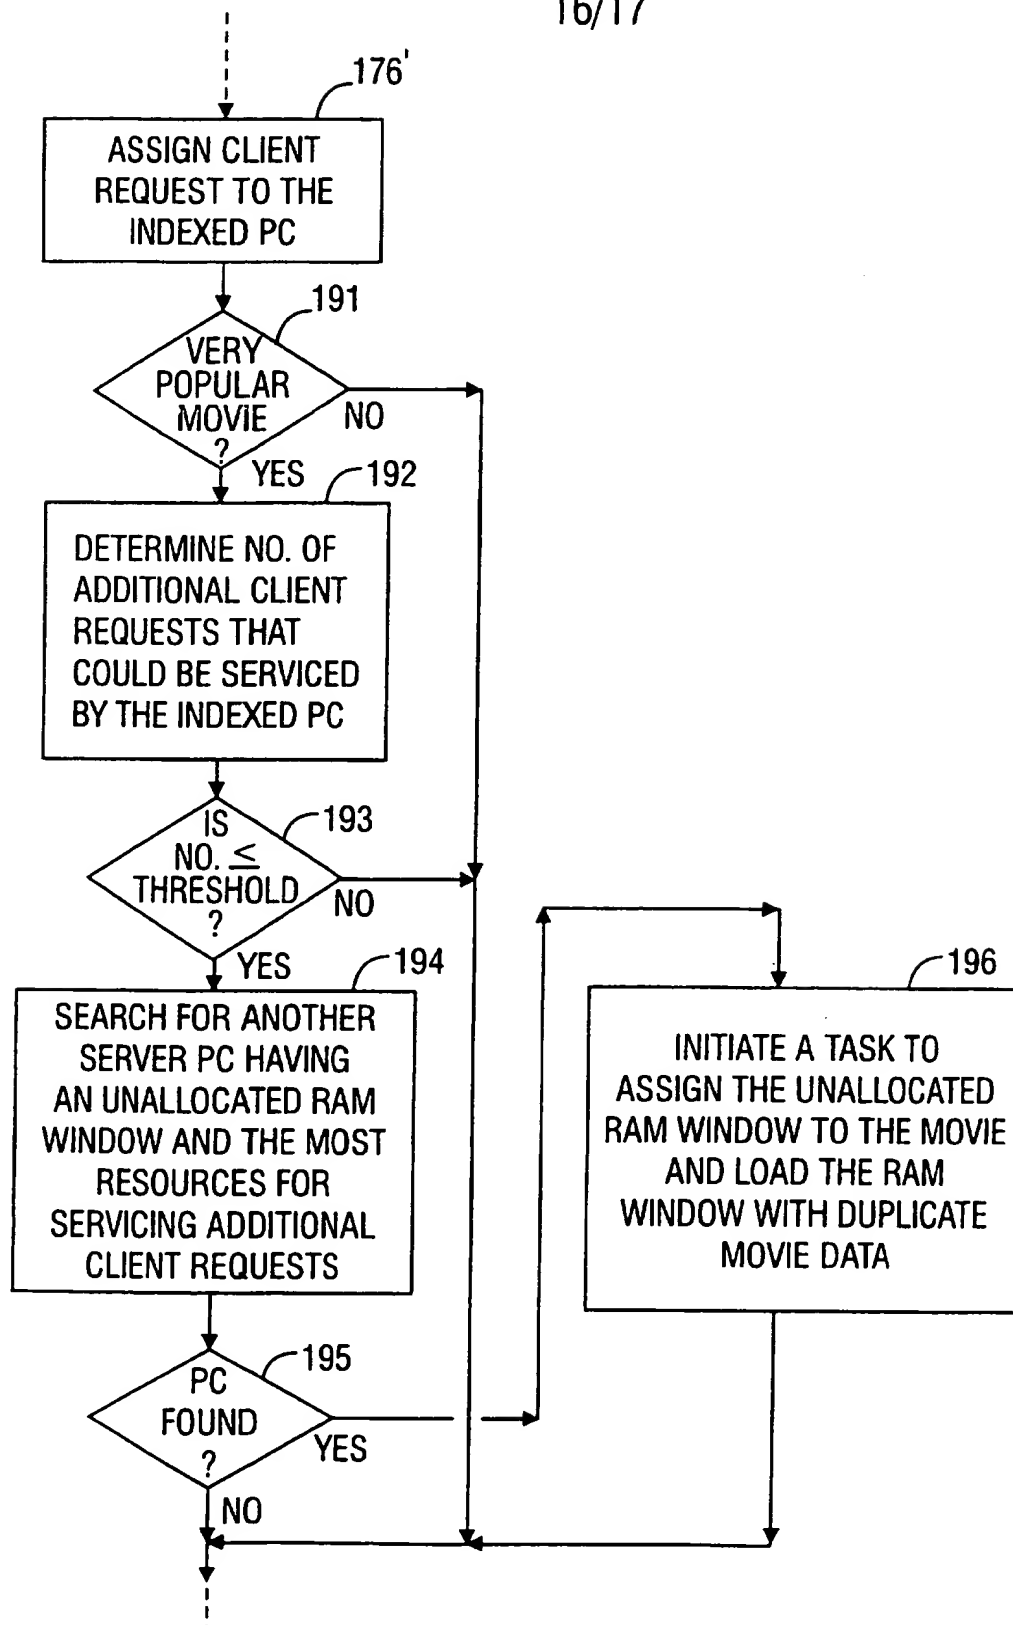 16/17
176'
ASSIGN CLIENT
REQUEST TO THE
INDEXED PC
191
VERY
POPULAR
MOVIE
?
NO
YES
192
DETERMINE NO. OF
ADDITIONAL CLIENT
REQUESTS THAT
COULD BE SERVICED
BY THE INDEXED PC
193
IS
NO. ≤
THRESHOLD
?
NO
YES
194
SEARCH FOR ANOTHER
SERVER PC HAVING
AN UNALLOCATED RAM
WINDOW AND THE MOST
RESOURCES FOR
SERVICING ADDITIONAL
CLIENT REQUESTS
195
PC
FOUND
?
YES
NO
196
INITIATE A TASK TO
ASSIGN THE UNALLOCATED
RAM WINDOW TO THE MOVIE
AND LOAD THE RAM
WINDOW WITH DUPLICATE
MOVIE DATA